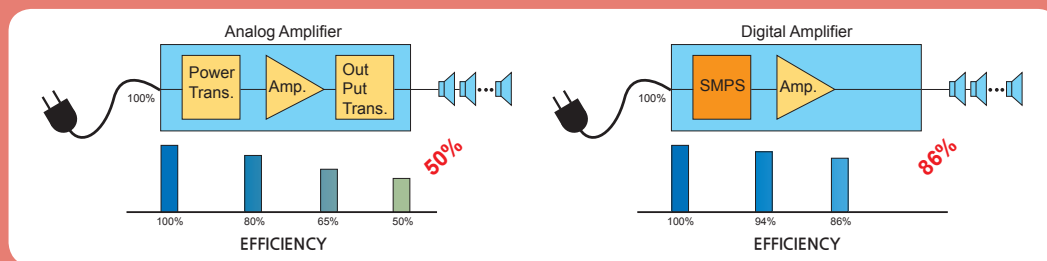 Analog Amplifier
Power
Trans.
Amp.
Out
Put
Trans.
100%
50%
100%
80%
65%
50%
EFFICIENCY
Digital Amplifier
SMPS
Amp.
100%
86%
100%
94%
86%
EFFICIENCY